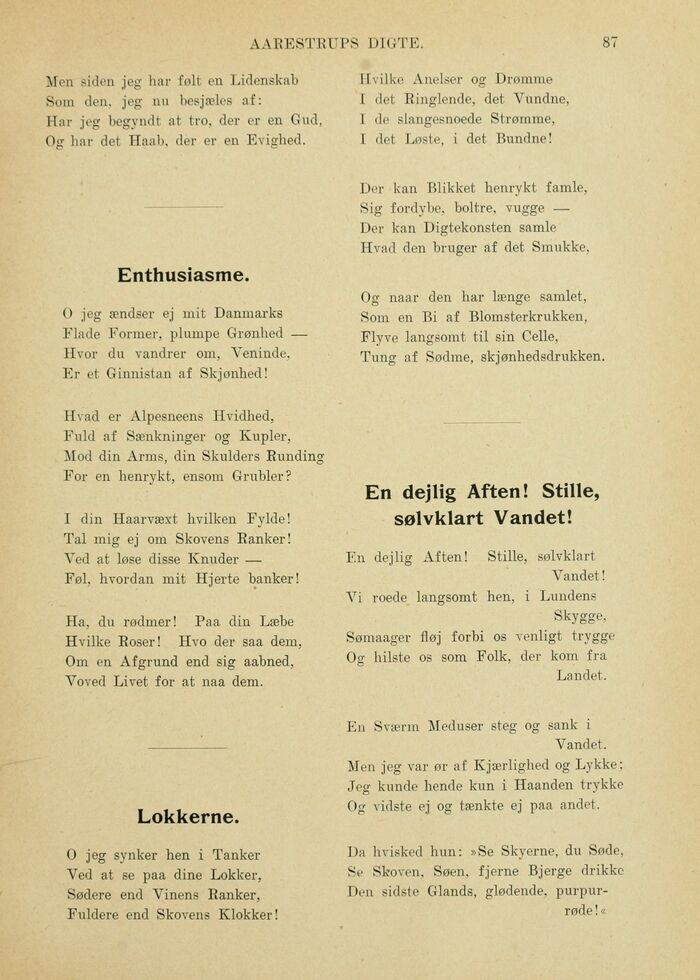 AARESTRUPS DIGTE. 87
Men siden jeg har følt en Lidenskab
Som den, jeg nu besjæles af:
Har jeg begyndt at tro, der er en Gud,
Og har det Haab, der er en Evighed.
Enthusiasme.
O jeg ændser ej mit Danmarks
Flade Former, plumpe Grønhed —
Hvor du vandrer om, Veninde,
Er et Ginnistan af Skjønhed!
Hvad er Alpesneens Hvidhed,
Fuld af Sænkninger og Kupler,
Mod din Arms, din Skulders Runding
For en henrykt, ensom Grubler?
I din Haarvæxt hvilken Fylde!
Tal mig ej om Skovens Ranker!
Ved at løse disse Knuder —
Føl, hvordan mit Hjerte banker!
Ha, du rødmer! Paa din Læbe
Hvilke Roser! Hvo der saa dem,
Om en Afgrund end sig aabned,
Voved Livet for at naa dem.
Lokkerne.
O jeg synker hen i Tanker
Ved at se paa dine Lokker,
Sødere end Vinens Ranker,
Fuldere end Skovens Klokker!
Hvilke Anelser og Drømme
I det Ringlende, det Vundne,
I de slangesnoede Strømme,
I det Løste, i det Bundne!
Der kan Blikket henrykt famle,
Sig fordybe, boltre, vugge —
Der kan Digtekonsten samle
Hvad den bruger af det Smukke,
Og naar den har længe samlet,
Som en Bi af Blomsterkrukken,
Flyve langsomt til sin Celle,
Tung af Sødme, skjønhedsdrukken.
En dejlig Aften! Stille,
sølvklart Vandet!
En dejlig Aften! Stille, sølvklart
Vandet!
Vi roede langsomt hen, i Lundens
Skygge,
Sømaager fløj forbi os venligt trygge
Og hilste os som Folk, der kom fra
Landet.
En Sværm Meduser steg og sank i
Vandet.
Men jeg var ør af Kjærlighed og Lykke;
Jeg kunde hende kun i Haanden trykke
Og vidste ej og tænkte ej paa andet.
Da hvisked hun: »Se Skyerne, du Søde,
Se Skoven, Søen, fjerne Bjerge drikke
Den sidste Glands, glødende, purpur-
røde!«